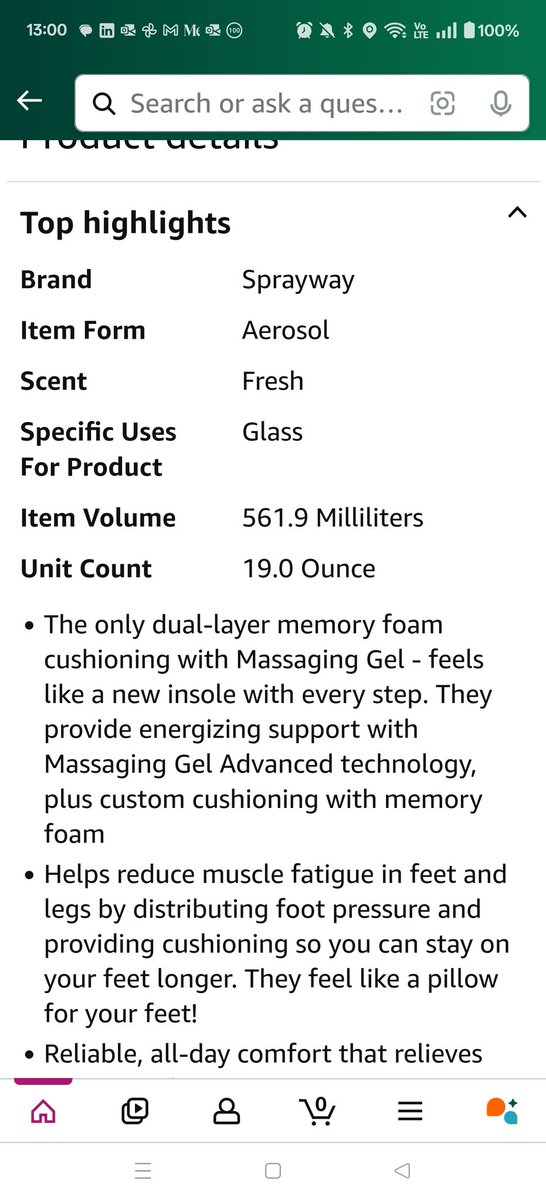 13:00 100 Vo LTE 100%
Search or ask a ques...
Product details
Top highlights
Brand Sprayway
Item Form Aerosol
Scent Fresh
Specific Uses Glass
For Product
Item Volume 561.9 Milliliters
Unit Count 19.0 Ounce
• The only dual-layer memory foam
cushioning with Massaging Gel - feels
like a new insole with every step. They
provide energizing support with
Massaging Gel Advanced technology,
plus custom cushioning with memory
foam
• Helps reduce muscle fatigue in feet and
legs by distributing foot pressure and
providing cushioning so you can stay on
your feet longer. They feel like a pillow
for your feet!
• Reliable, all-day comfort that relieves
0